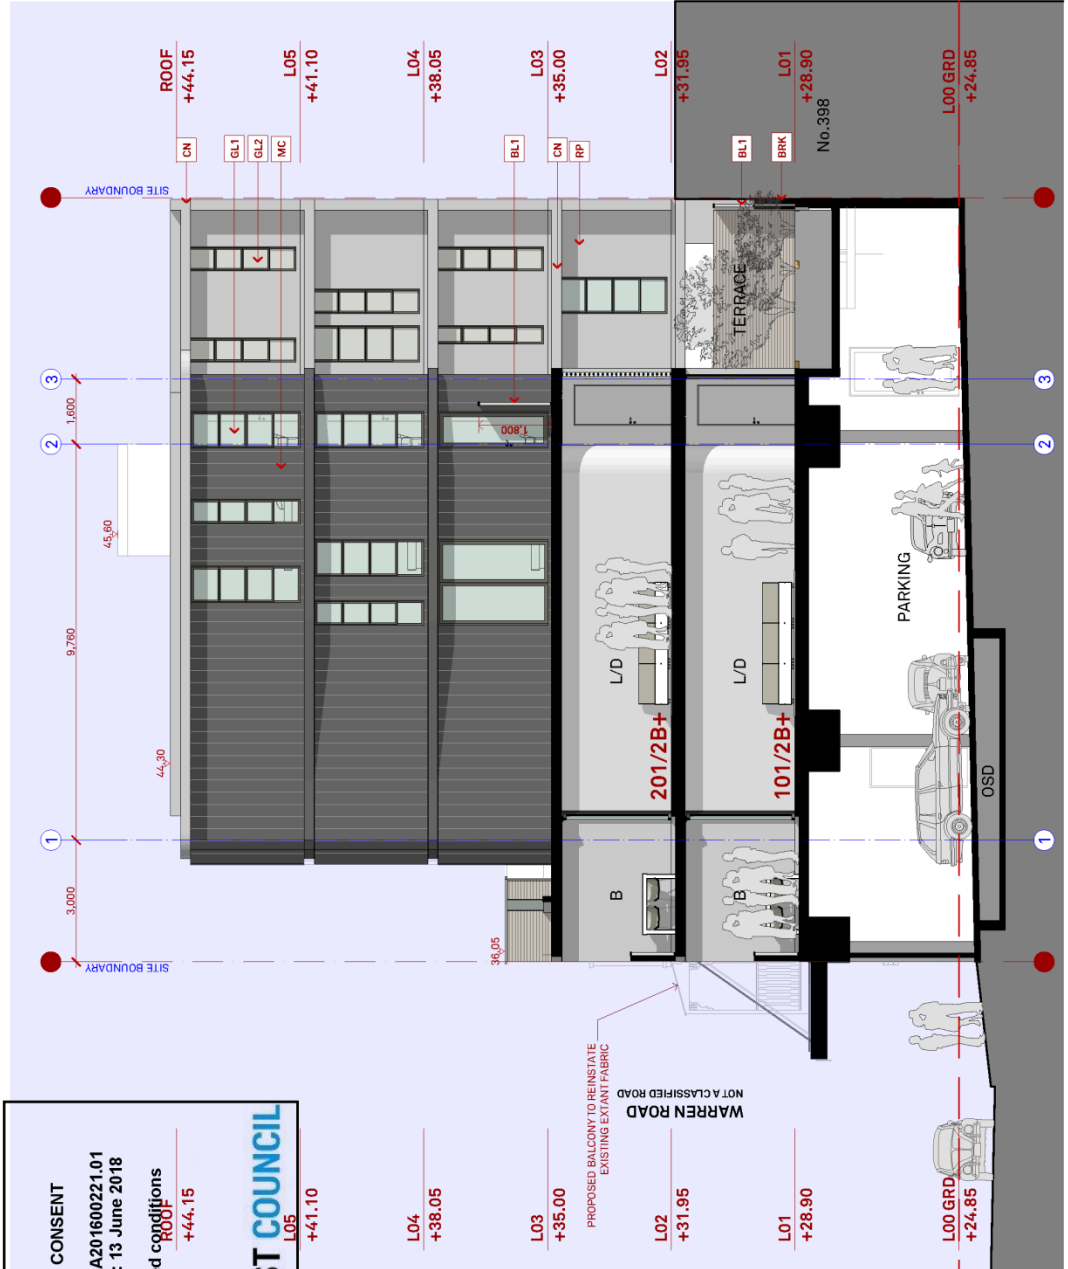 CONSENT
A201600221.01
: 13 June 2018
d conditions
ST COUNCIL
ROOF
+44.15
L05
+41.10
L04
+38.05
L03
+35.00
L02
+31.95
L01
+28.90
L00 GRD
+24.85
ROOF
+44.15
L05
+41.10
L04
+38.05
L03
+35.00
L02
+31.95
L01
+28.90
L00 GRD
+24.85
SITE BOUNDARY
SITE BOUNDARY
3,000
9,760
1,600
1
2
3
1
2
3
44,30
45,60
36,05
1,800
CN
GL1
GL2
MC
BL1
CN
RP
BL1
BRK
No.398
TERRACE
B
L/D
201/2B+
B
L/D
101/2B+
PARKING
OSD
PROPOSED BALCONY TO REINSTATE
EXISTING EXTANT FABRIC
WARREN ROAD
NOT A CLASSIFIED ROAD